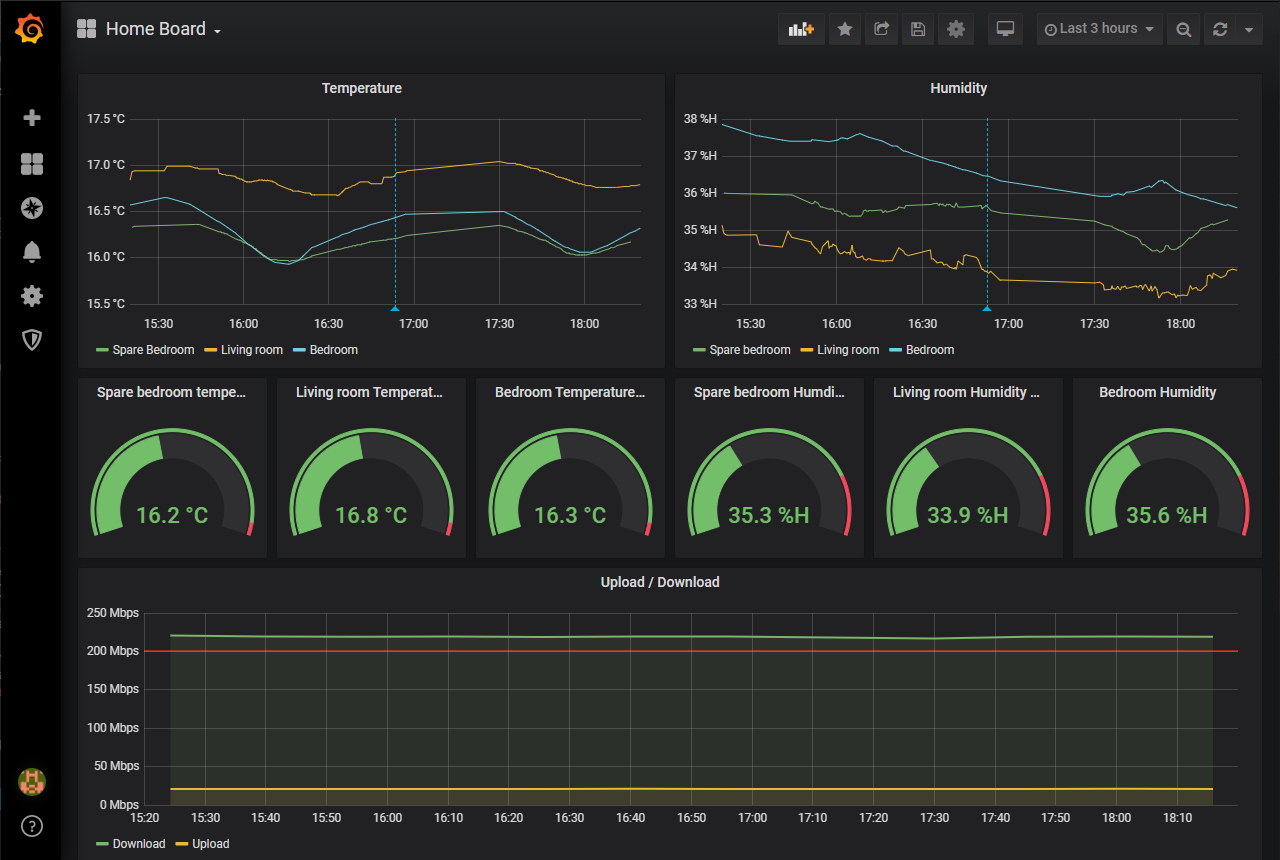 Home Board
Last 3 hours
Temperature
17.5 °C
17.0 °C
16.5 °C
16.0 °C
15.5 °C
15:30 16:00 16:30 17:00 17:30 18:00
Spare Bedroom Living room Bedroom
Humidity
38 %H
37 %H
36 %H
35 %H
34 %H
33 %H
15:30 16:00 16:30 17:00 17:30 18:00
Spare bedroom Living room Bedroom
Spare bedroom tempe...
16.2 °C
Living room Temperat...
16.8 °C
Bedroom Temperature...
16.3 °C
Spare bedroom Humdi...
35.3 %H
Living room Humidity ...
33.9 %H
Bedroom Humidity
35.6 %H
Upload / Download
250 Mbps
200 Mbps
150 Mbps
100 Mbps
50 Mbps
0 Mbps
15:20 15:30 15:40 15:50 16:00 16:10 16:20 16:30 16:40 16:50 17:00 17:10 17:20 17:30 17:40 17:50 18:00 18:10
Download Upload